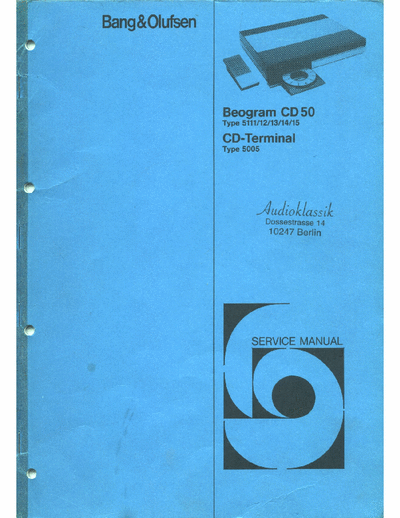 Bang&Olufsen
Beogram CD 50
Type 5111/12/13/14/15
CD-Terminal
Type 5005
Audioklassik
Dossestrasse 14
10247 Berlin
SERVICE MANUAL